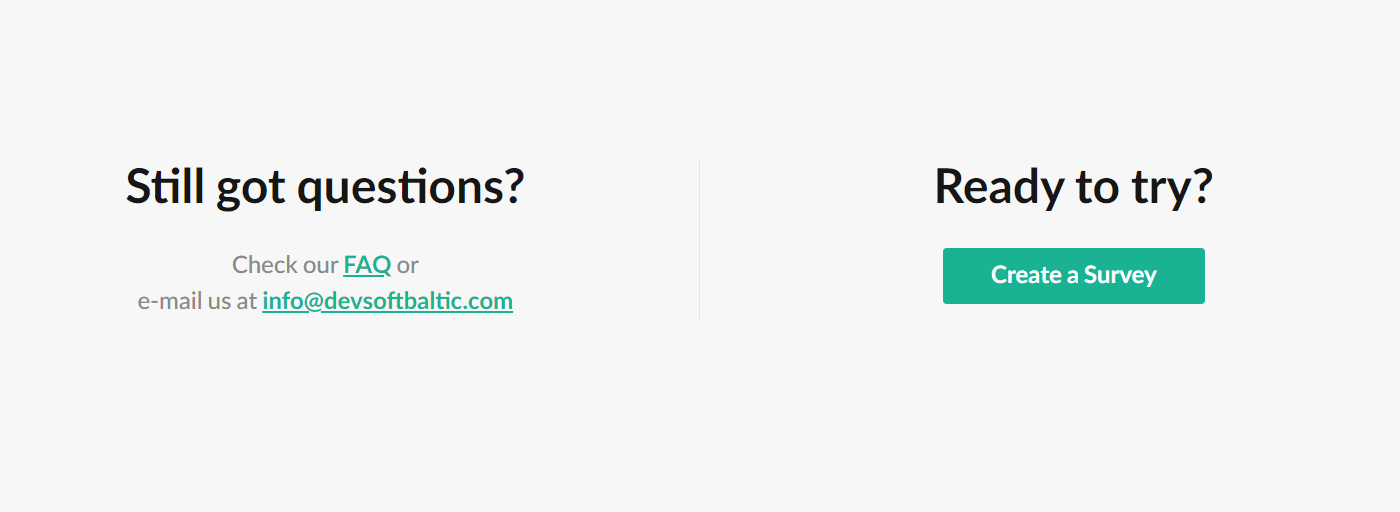 Still got questions?
Check our FAQ or
e-mail us at info@devsoftbaltic.com
Ready to try?
Create a Survey